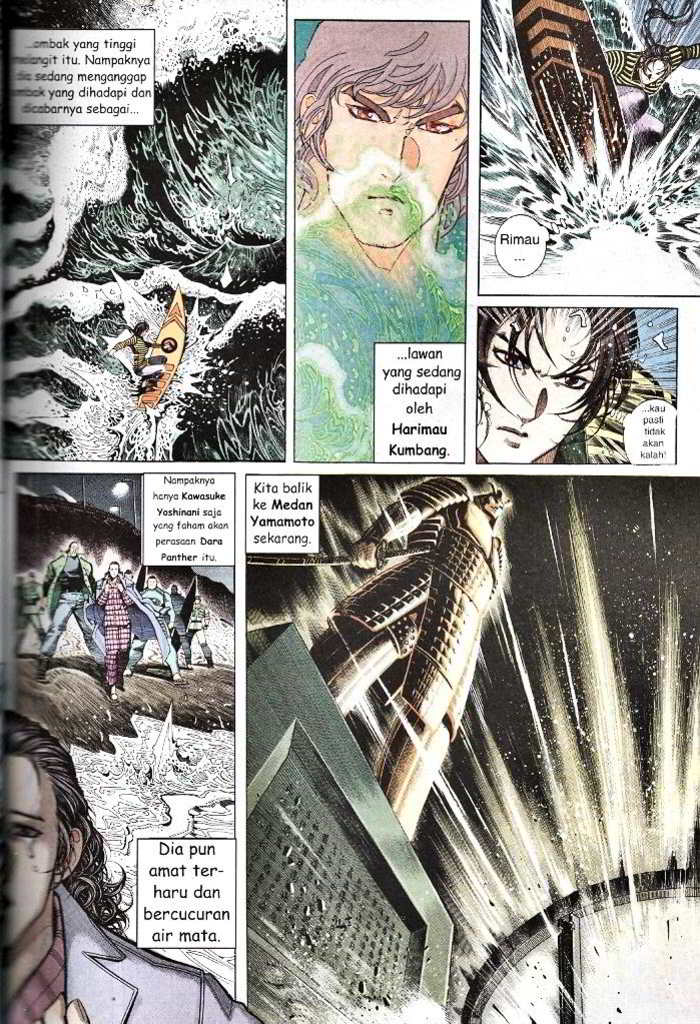 ...ombak yang tinggi
melangit itu. Nampaknya
dia sedang menganggap
ombak yang dihadapi dan
dicabarnya sebagai...
...lawan
yang sedang
dihadapi
oleh
Harimau
Kumbang.
Rimau
...
...kau
pasti
tidak
akan
kalah!
Nampaknya
hanya Kawasuke
Yoshinani saja
yang faham akan
perasaan Dara
Panther itu.
Dia pun
amat ter-
haru dan
bercucuran
air mata.
Kita balik
ke Medan
Yamamoto
sekarang.